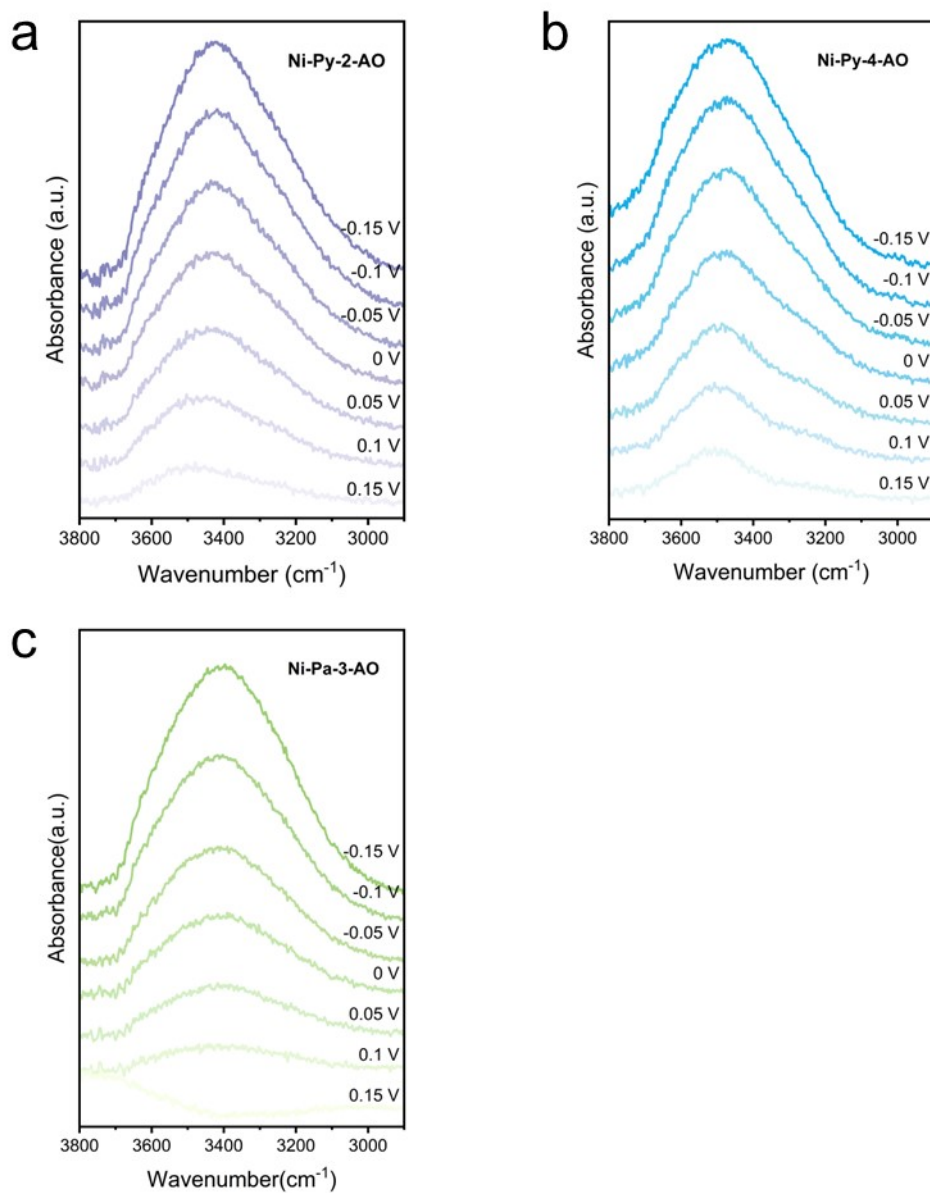 a
Ni-Py-2-AO
Absorbance (a.u.)
-0.15 V
-0.1 V
-0.05 V
0 V
0.05 V
0.1 V
0.15 V
3800 3600 3400 3200 3000
Wavenumber (cm⁻¹)
b
Ni-Py-4-AO
Absorbance (a.u.)
-0.15 V
-0.1 V
-0.05 V
0 V
0.05 V
0.1 V
0.15 V
3800 3600 3400 3200 3000
Wavenumber (cm⁻¹)
c
Ni-Pa-3-AO
Absorbance(a.u.)
-0.15 V
-0.1 V
-0.05 V
0 V
0.05 V
0.1 V
0.15 V
3800 3600 3400 3200 3000
Wavenumber(cm⁻¹)